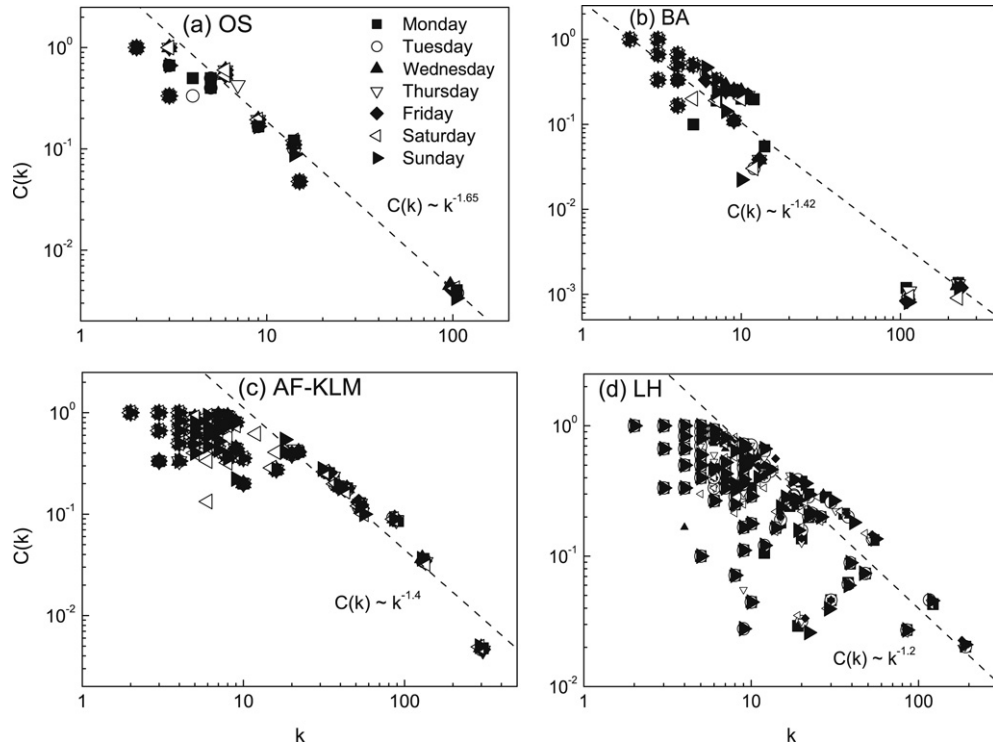 (a) OS
Monday
Tuesday
Wednesday
Thursday
Friday
Saturday
Sunday
C(k) ~ k^-1.65
C(k)
10^0
10^-1
10^-2
1 10 100
(b) BA
C(k) ~ k^-1.42
10^0
10^-1
10^-2
10^-3
1 10 100
(c) AF-KLM
C(k) ~ k^-1.4
C(k)
10^0
10^-1
10^-2
1 10 100
k
(d) LH
C(k) ~ k^-1.2
10^0
10^-1
10^-2
1 10 100
k